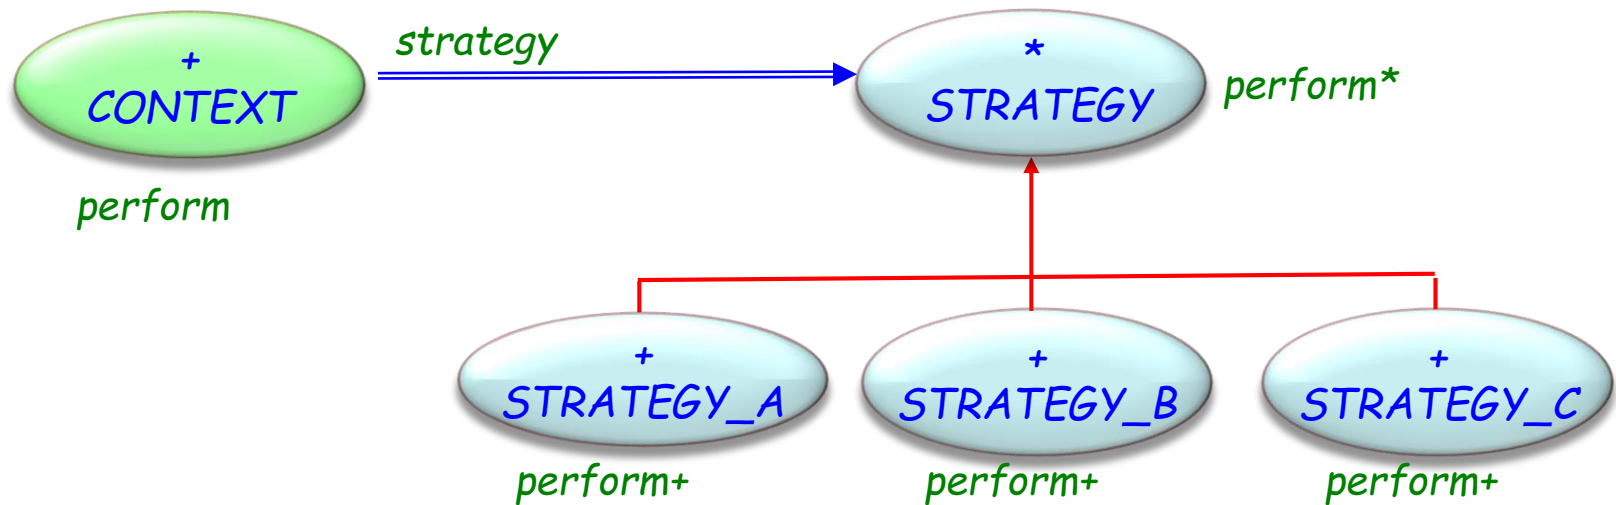 +
CONTEXT
perform
strategy
*
STRATEGY
perform*
+
STRATEGY_A
perform+
+
STRATEGY_B
perform+
+
STRATEGY_C
perform+